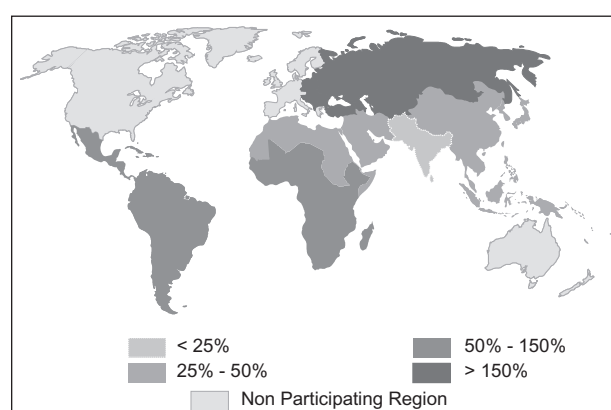 < 25%
50% - 150%
25% - 50%
> 150%
Non Participating Region